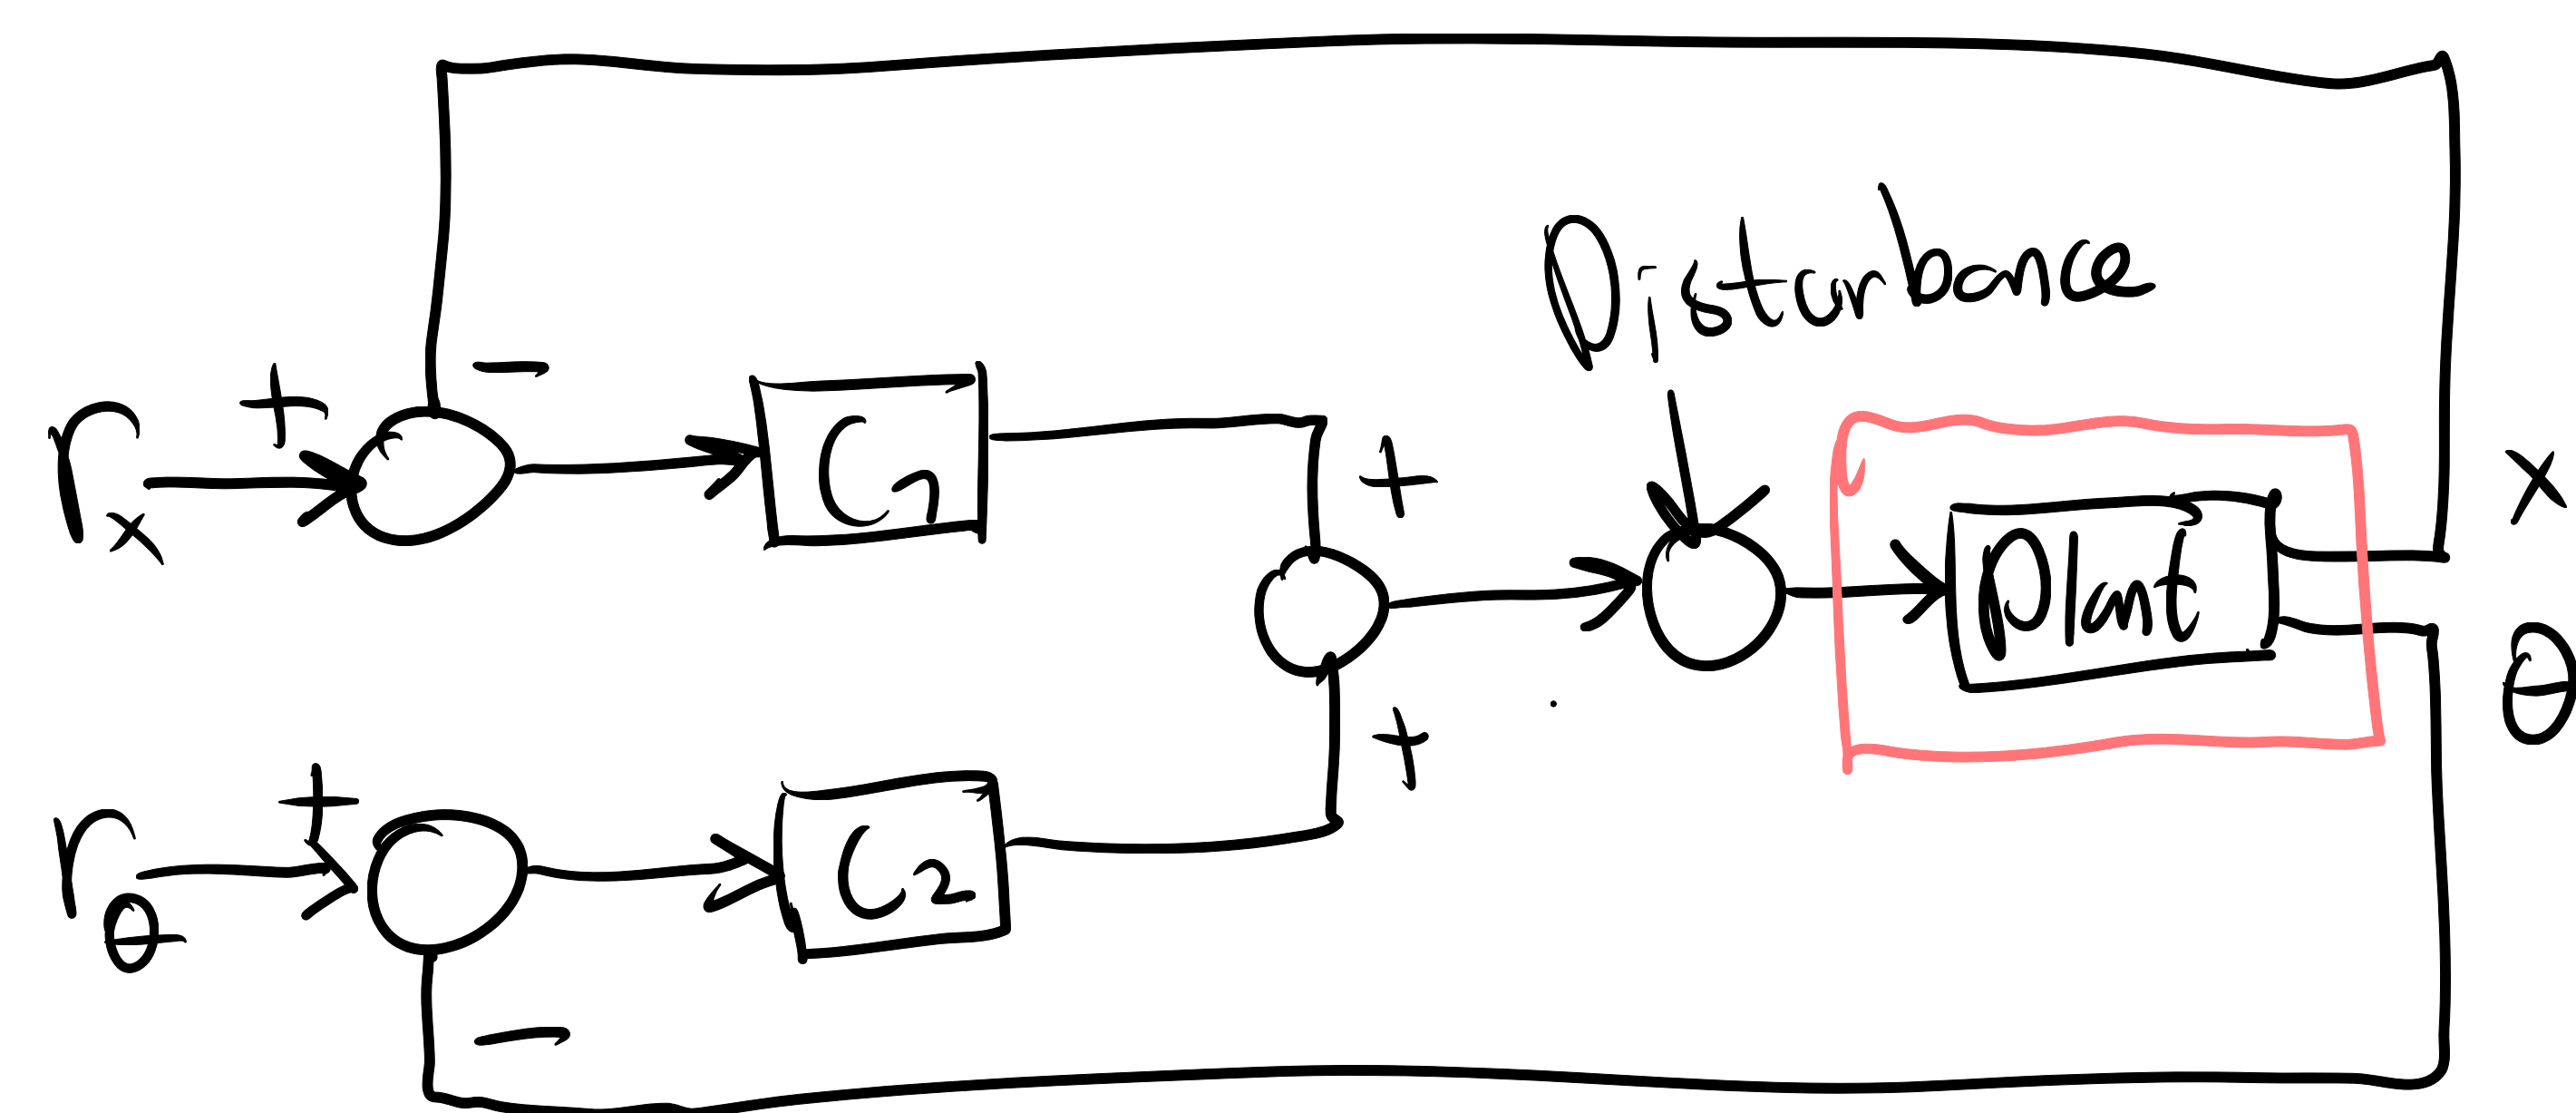 Disturbance
r_x
+
−
C₁
+
x
Plant
θ
r_θ
+
+
C₂
−